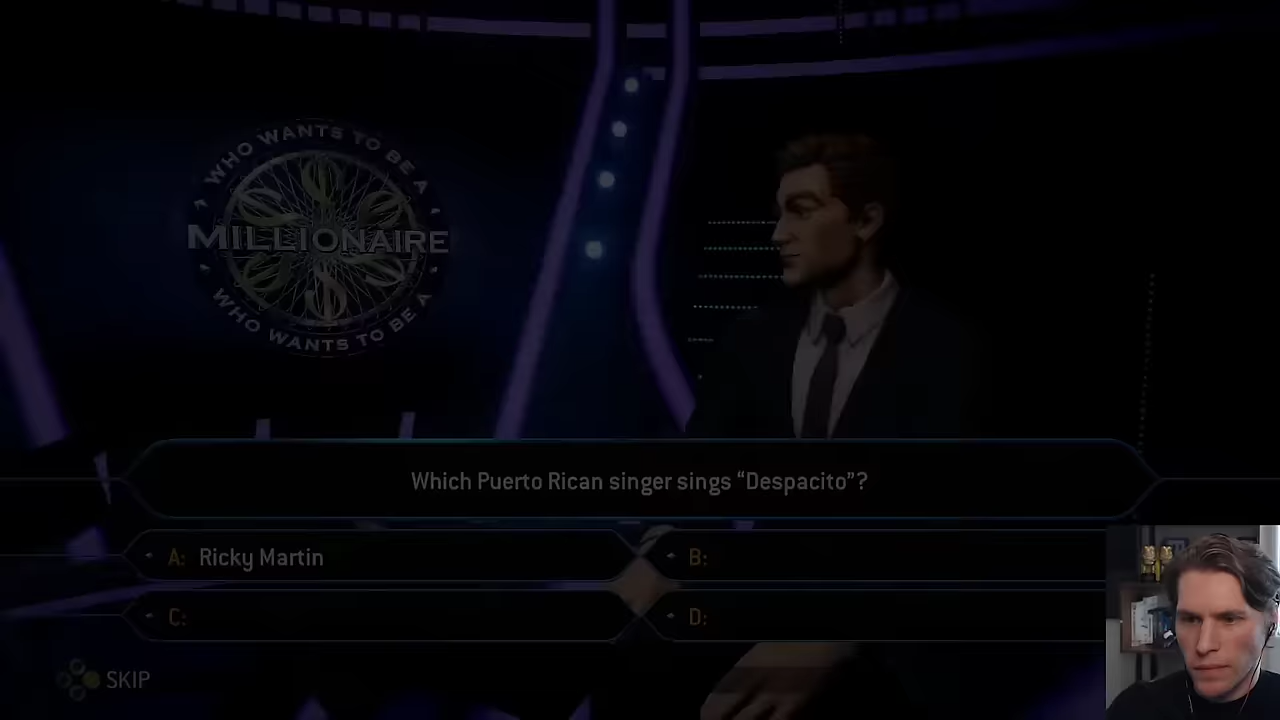 WHO WANTS TO BE A
MILLIONAIRE
WHO WANTS TO BE A
Which Puerto Rican singer sings “Despacito”?
A: Ricky Martin
B:
C:
D:
SKIP